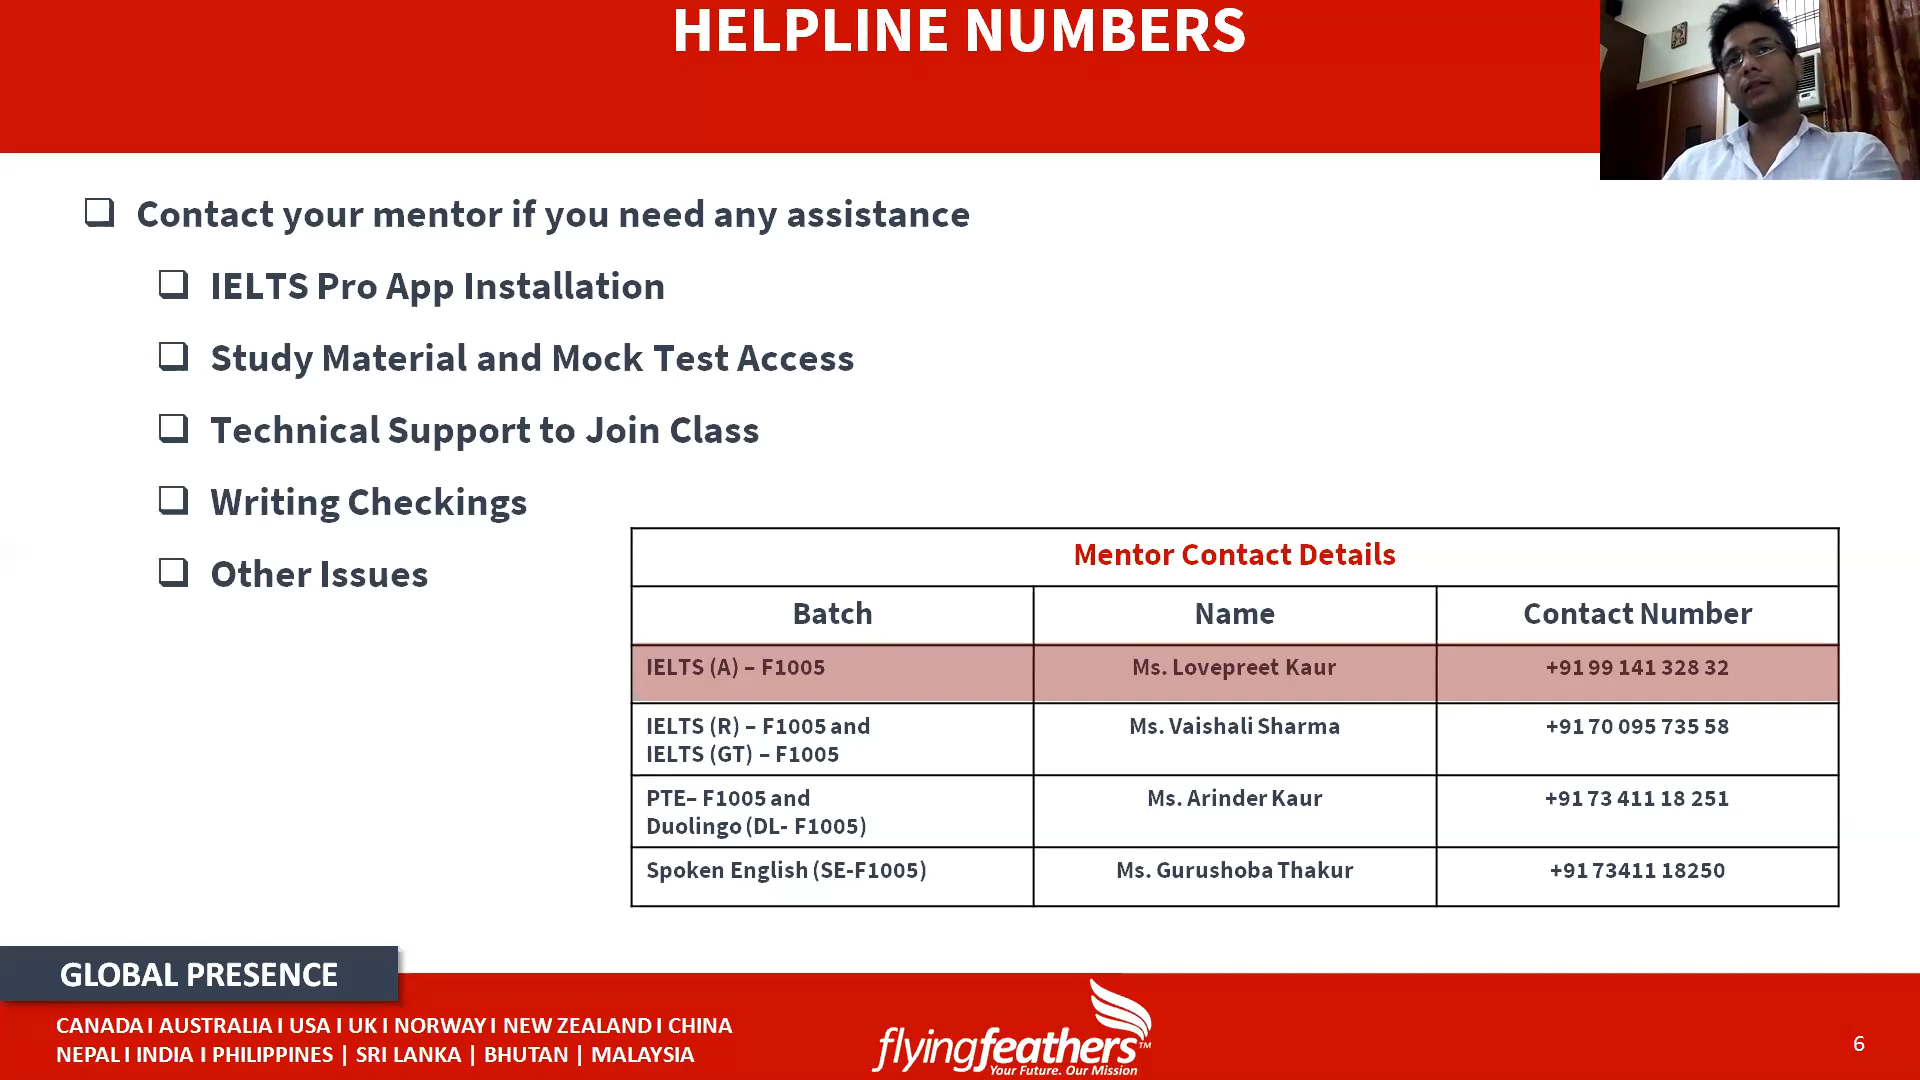 HELPLINE NUMBERS
Contact your mentor if you need any assistance
IELTS Pro App Installation
Study Material and Mock Test Access
Technical Support to Join Class
Writing Checkings
Other Issues
Mentor Contact Details
Batch Name Contact Number
IELTS (A) – F1005 Ms. Lovepreet Kaur +91 99 141 328 32
IELTS (R) – F1005 and Ms. Vaishali Sharma +91 70 095 735 58
IELTS (GT) – F1005
PTE– F1005 and Ms. Arinder Kaur +91 73 411 18 251
Duolingo (DL- F1005)
Spoken English (SE-F1005) Ms. Gurushoba Thakur +91 73411 18250
GLOBAL PRESENCE
CANADA I AUSTRALIA I USA I UK I NORWAY I NEW ZEALAND I CHINA
NEPAL I INDIA I PHILIPPINES | SRI LANKA | BHUTAN | MALAYSIA
flyingfeathers™
Your Future. Our Mission
6